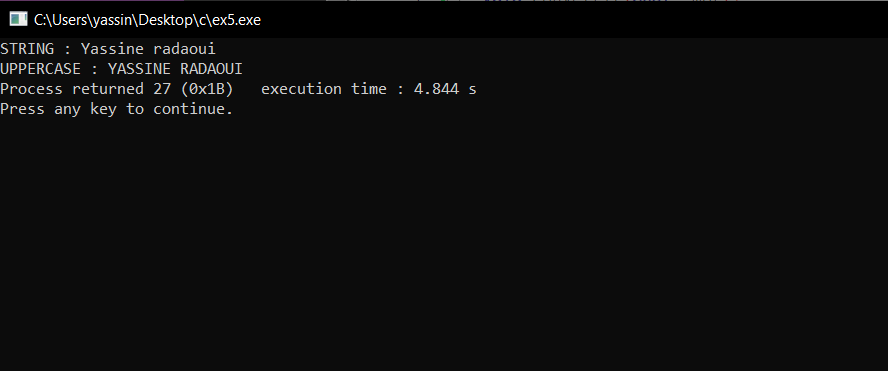 C:\Users\yassin\Desktop\c\ex5.exe
STRING : Yassine radaoui
UPPERCASE : YASSINE RADAOUI
Process returned 27 (0x1B)   execution time : 4.844 s
Press any key to continue.